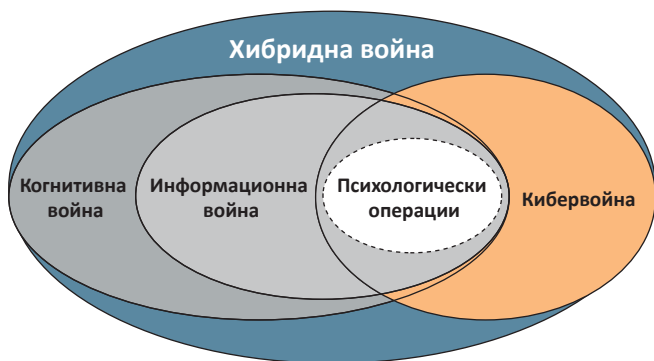 Хибридна война
Когнитивна
война
Информационна
война
Психологически
операции
Кибервойна